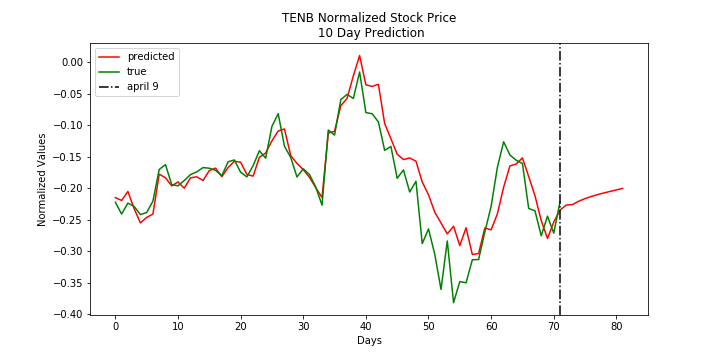 TENB Normalized Stock Price
10 Day Prediction
predicted
true
april 9
0.00
−0.05
−0.10
−0.15
−0.20
−0.25
−0.30
−0.35
−0.40
Normalized Values
0 10 20 30 40 50 60 70 80
Days